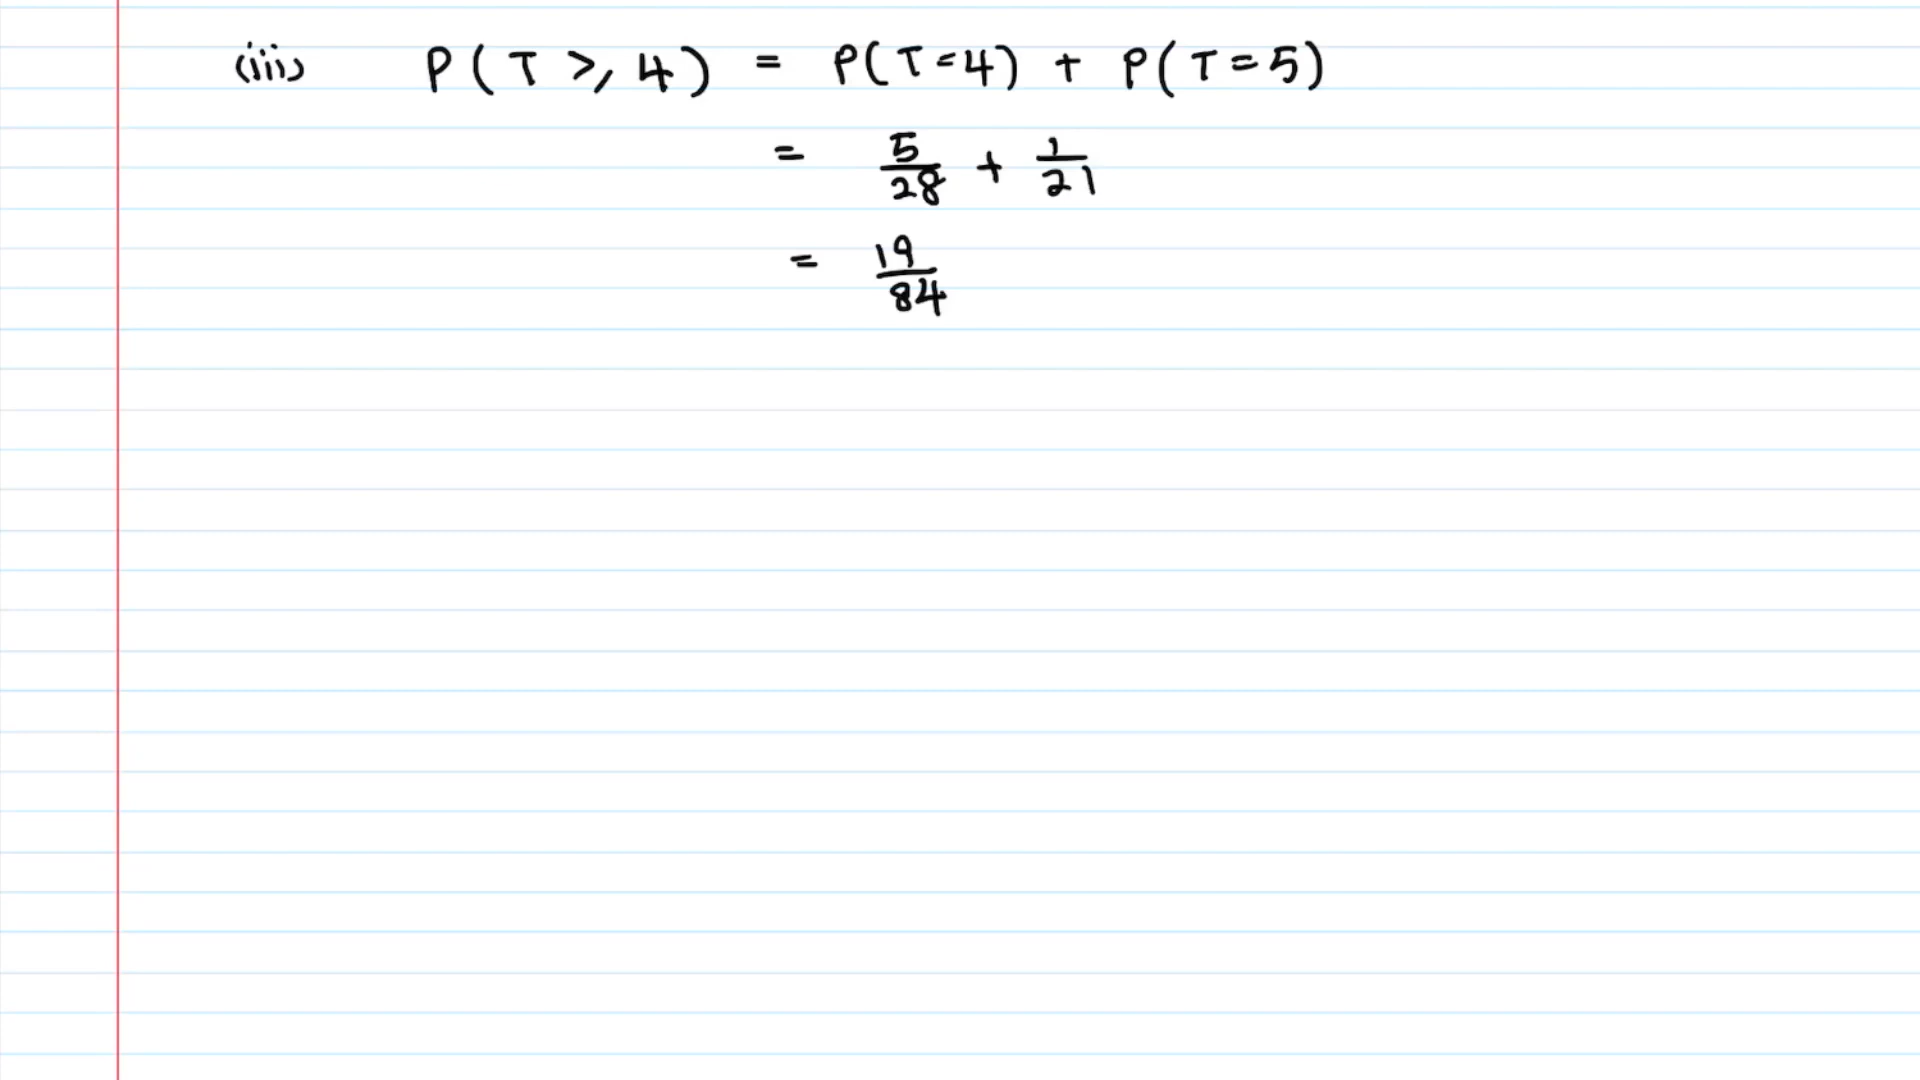 (iii) P(T ⩾ 4) = P(T=4) + P(T=5)
= 5/28 + 1/21
= 19/84